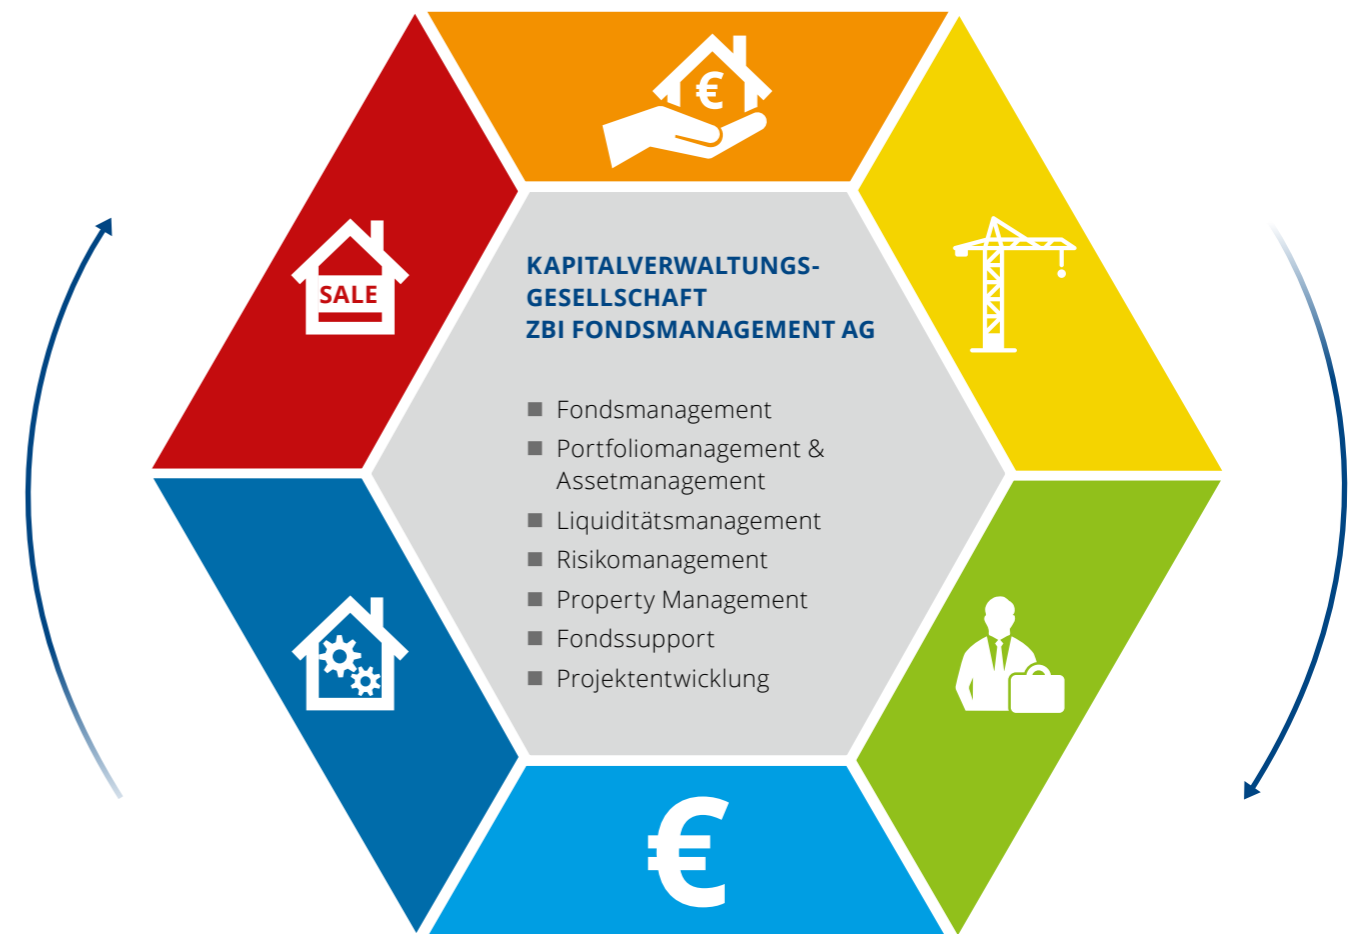 €
SALE
KAPITALVERWALTUNGS-
GESELLSCHAFT
ZBI FONDSMANAGEMENT AG
■ Fondsmanagement
■ Portfoliomanagement &
Assetmanagement
■ Liquiditätsmanagement
■ Risikomanagement
■ Property Management
■ Fondssupport
■ Projektentwicklung
€